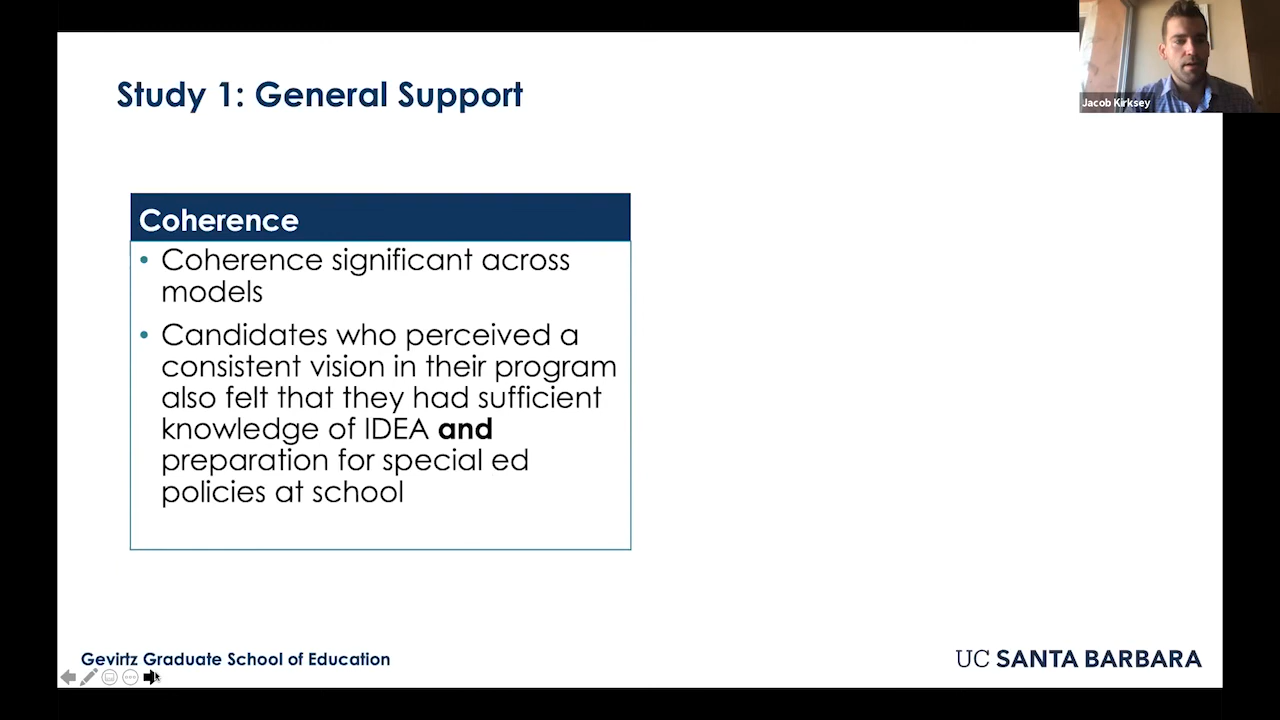 Study 1: General Support
Jacob Kirksey
Coherence
• Coherence significant across
models
• Candidates who perceived a
consistent vision in their program
also felt that they had sufficient
knowledge of IDEA and
preparation for special ed
policies at school
Gevirtz Graduate School of Education
UC SANTA BARBARA